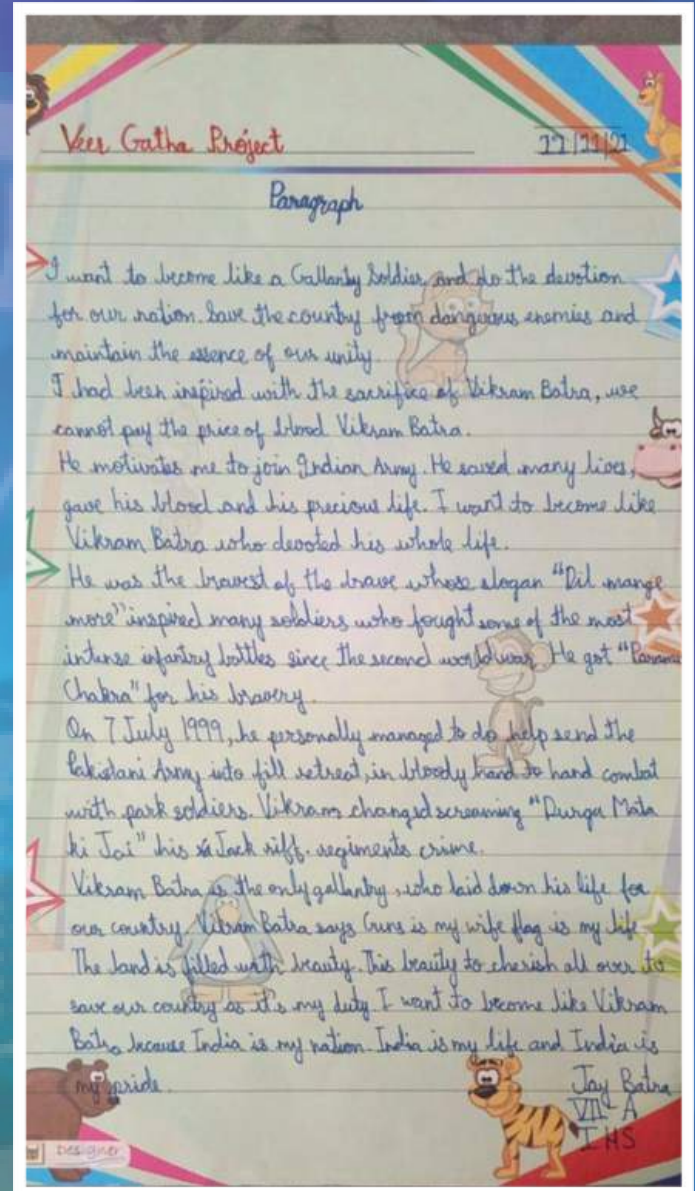 Veer Gatha Project
11/11/21
Paragraph
I want to become like a Gallanty Soldier, and do the devotion
for our nation. Save the country from dangerous enemies and
maintain the essence of our unity.
I had been inspired with the sacrifice of Vikram Batra, we
cannot pay the price of blood Vikram Batra.
He motivates me to join Indian Army. He saved many lives,
gave his blood and his precious life. I want to become like
Vikram Batra who devoted his whole life.
He was the bravest of the brave whose slogan "Dil mange
more" inspired many soldiers who fought some of the most
intense infantry battles since the second world war. He got "Param
Chakra" for his bravery.
On 7 July 1999, he personally managed to do help send the
Pakistani Army into fill retreat, in bloody hand to hand combat
with park soldiers. Vikram changed screaming "Durga Mata
ki Jai" his Jack riff. regiments crime.
Vikram Batra is the only gallantry, who laid down his life for
our country. Vikram Batra says Guns is my wife flag is my life
The land is filled with beauty. This beauty to cherish all over to
save our country as it's my duty. I want to become like Vikram
Batra because India is my nation. India is my life and India is
my pride.
Jay Batra
VII - A
IHS
Designer